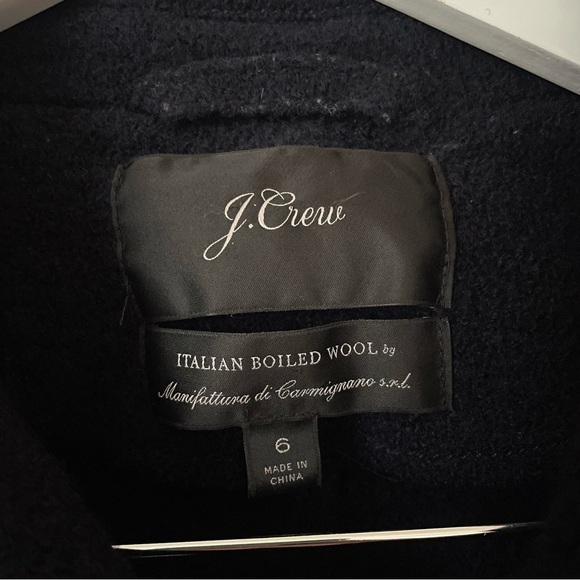 J.Crew
ITALIAN BOILED WOOL by
Manifattura di Carmignano s.r.l.
6
MADE IN
CHINA